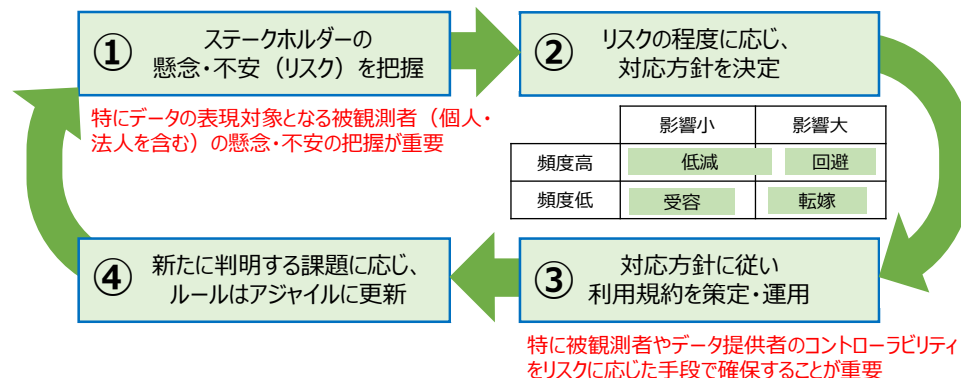 ①
ステークホルダーの
懸念・不安（リスク）を把握
特にデータの表現対象となる被観測者（個人・
法人を含む）の懸念・不安の把握が重要
②
リスクの程度に応じ、
対応方針を決定
影響小 影響大
頻度高 低減 回避
頻度低 受容 転嫁
③
対応方針に従い
利用規約を策定・運用
特に被観測者やデータ提供者のコントローラビリティ
をリスクに応じた手段で確保することが重要
④
新たに判明する課題に応じ、
ルールはアジャイルに更新